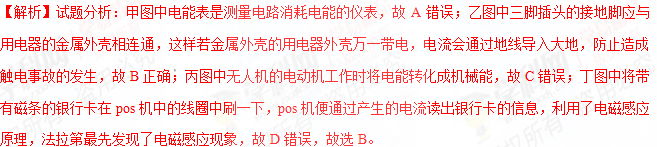 【解析】试题分析：甲图中电能表是测量电路消耗电能的仪表，故 A 错误；乙图中三脚插头的接地脚应与
用电器的金属外壳相连通，这样若金属外壳的用电器外壳万一带电，电流会通过地线导入大地，防止造成
触电事故的发生，故 B 正确；丙图中无人机的电动机工作时将电能转化成机械能，故 C 错误；丁图中将带
有磁条的银行卡在 pos 机中的线圈中刷一下，pos 机便通过产生的电流读出银行卡的信息，利用了电磁感应
原理，法拉第最先发现了电磁感应现象，故 D 错误，故选 B。